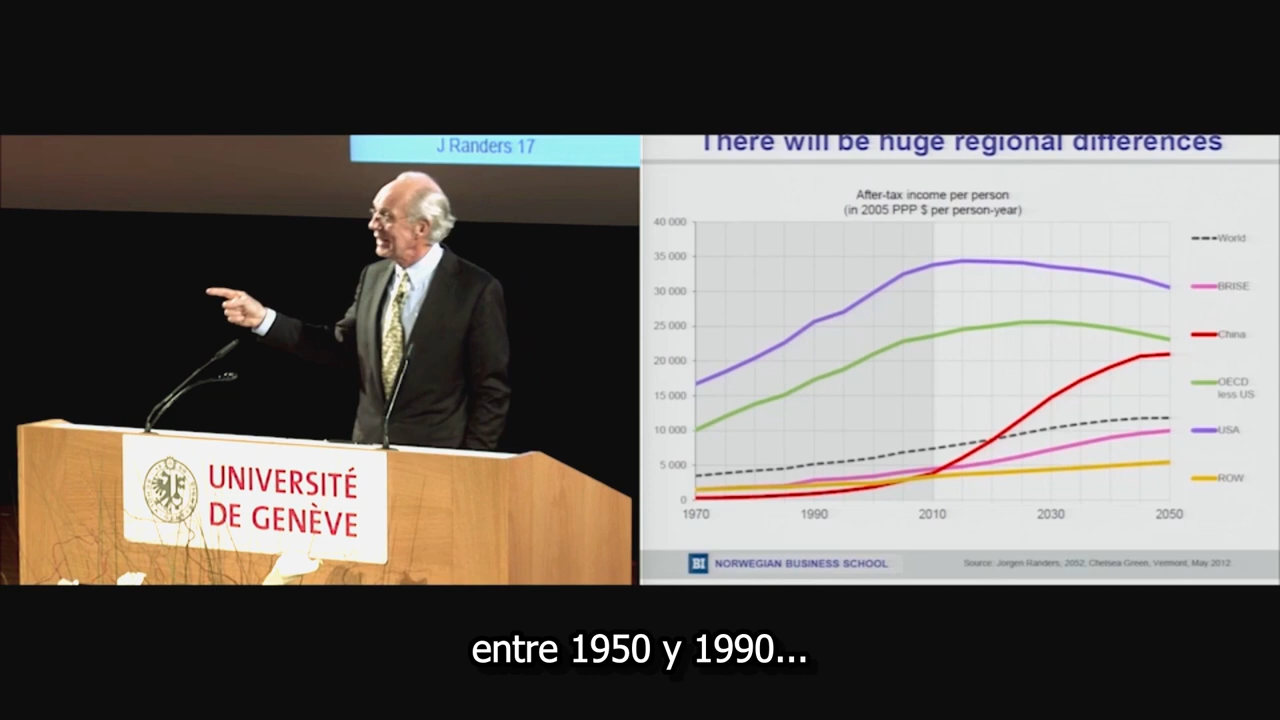 J Randers 17
UNIVERSITÉ
DE GENÈVE
There will be huge regional differences
After-tax income per person
(in 2005 PPP $ per person-year)
40 000
35 000
30 000
25 000
20 000
15 000
10 000
5 000
0
1970
1990
2010
2030
2050
World
BRISE
China
OECD
less US
USA
ROW
BI NORWEGIAN BUSINESS SCHOOL
Source: Jorgen Randers, 2052, Chelsea Green, Vermont, May 2012
entre 1950 y 1990...